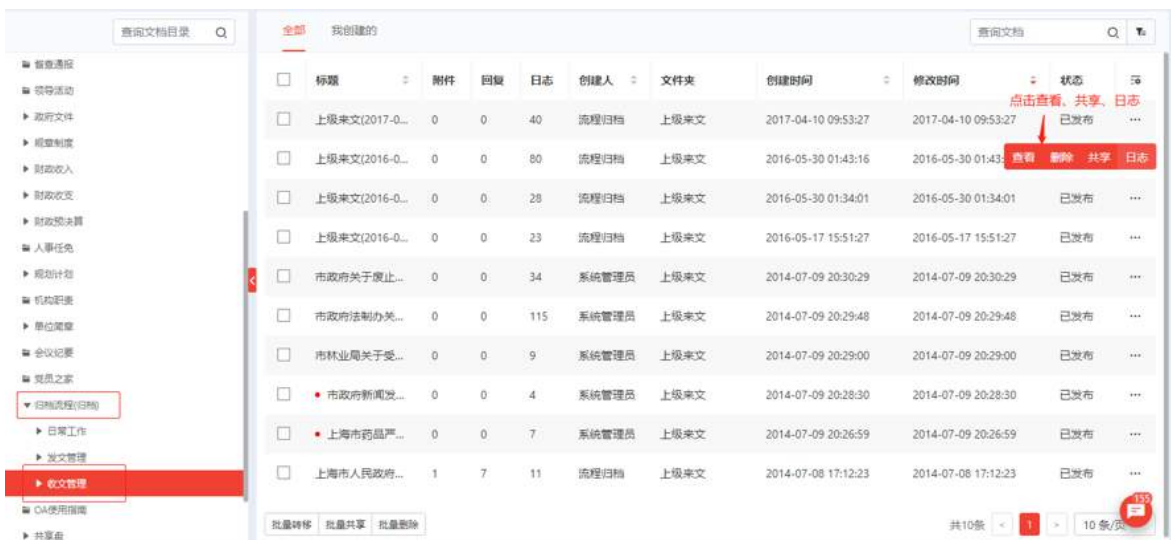 查询文档目录
督查通报
领导活动
政府文件
规章制度
财政收入
财政收支
财政预决算
人事任免
规划计划
机构职责
单位简章
会议纪要
党员之家
归档流程(归档)
日常工作
发文管理
收文管理
OA使用指南
共享盘
全部 我创建的 查询文档
标题 附件 回复 日志 创建人 文件夹 创建时间 修改时间 状态
点击查看、共享、日志
上级来文(2017-0... 0 0 40 流程归档 上级来文 2017-04-10 09:53:27 2017-04-10 09:53:27 已发布 ...
上级来文(2016-0... 0 0 80 流程归档 上级来文 2016-05-30 01:43:16 2016-05-30 01:43: 查看 删除 共享 日志
上级来文(2016-0... 0 0 28 流程归档 上级来文 2016-05-30 01:34:01 2016-05-30 01:34:01 已发布 ...
上级来文(2016-0... 0 0 23 流程归档 上级来文 2016-05-17 15:51:27 2016-05-17 15:51:27 已发布 ...
市政府关于废止... 0 0 34 系统管理员 上级来文 2014-07-09 20:30:29 2014-07-09 20:30:29 已发布 ...
市政府法制办关... 0 0 115 系统管理员 上级来文 2014-07-09 20:29:48 2014-07-09 20:29:48 已发布 ...
市林业局关于受... 0 0 9 系统管理员 上级来文 2014-07-09 20:29:00 2014-07-09 20:29:00 已发布 ...
市政府新闻发... 0 0 4 系统管理员 上级来文 2014-07-09 20:28:30 2014-07-09 20:28:30 已发布 ...
上海市药品严... 0 0 7 系统管理员 上级来文 2014-07-09 20:26:59 2014-07-09 20:26:59 已发布 ...
上海市人民政府... 1 7 11 流程归档 上级来文 2014-07-08 17:12:23 2014-07-08 17:12:23 已发布 ...
155
批量转移 批量共享 批量删除 共10条 < 1 > 10 条/页